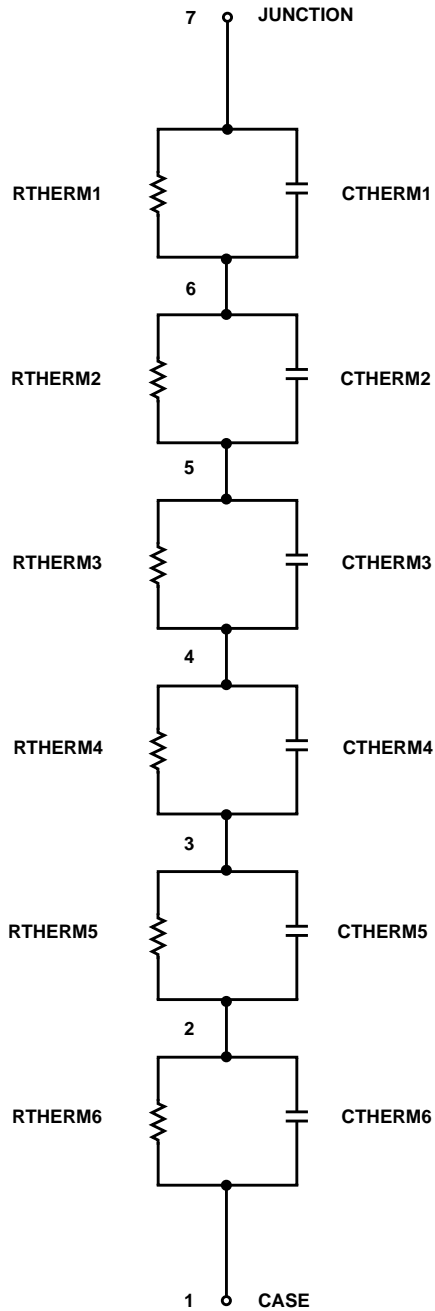 7 JUNCTION
RTHERM1 CTHERM1
6
RTHERM2 CTHERM2
5
RTHERM3 CTHERM3
4
RTHERM4 CTHERM4
3
RTHERM5 CTHERM5
2
RTHERM6 CTHERM6
1 CASE